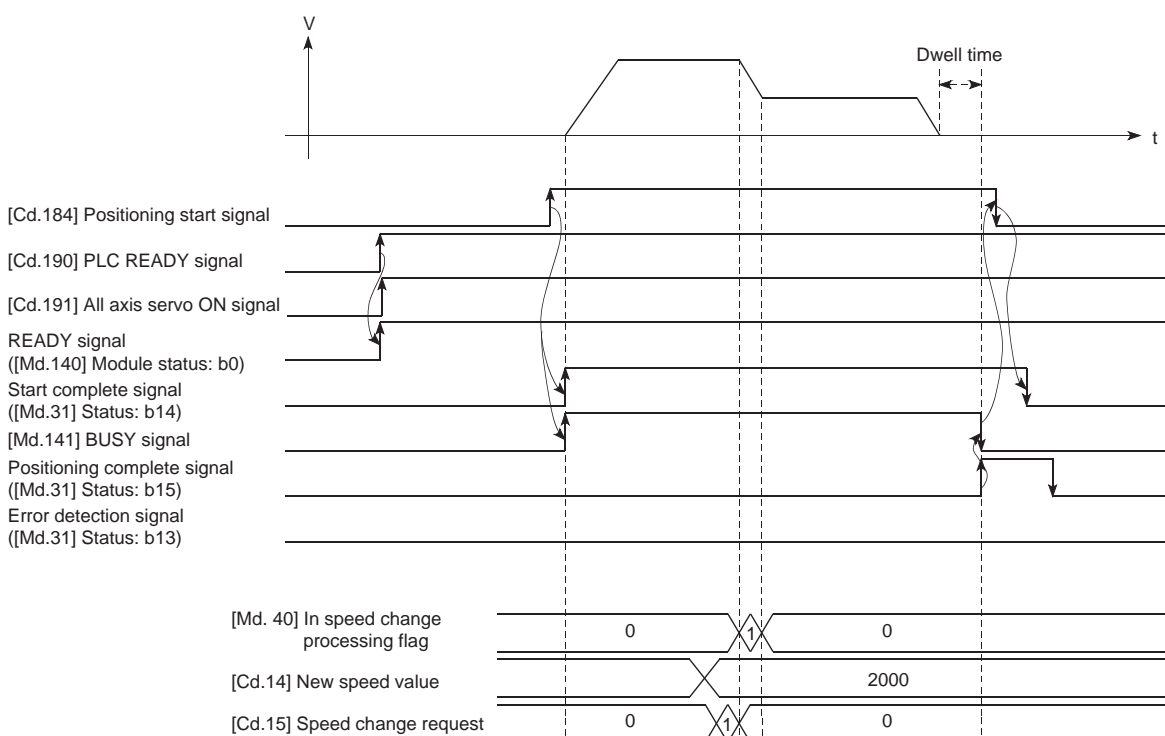 V
Dwell time
t
[Cd.184] Positioning start signal
[Cd.190] PLC READY signal
[Cd.191] All axis servo ON signal
READY signal
([Md.140] Module status: b0)
Start complete signal
([Md.31] Status: b14)
[Md.141] BUSY signal
Positioning complete signal
([Md.31] Status: b15)
Error detection signal
([Md.31] Status: b13)
[Md. 40] In speed change
processing flag
0 1 0
[Cd.14] New speed value 2000
[Cd.15] Speed change request 0 1 0